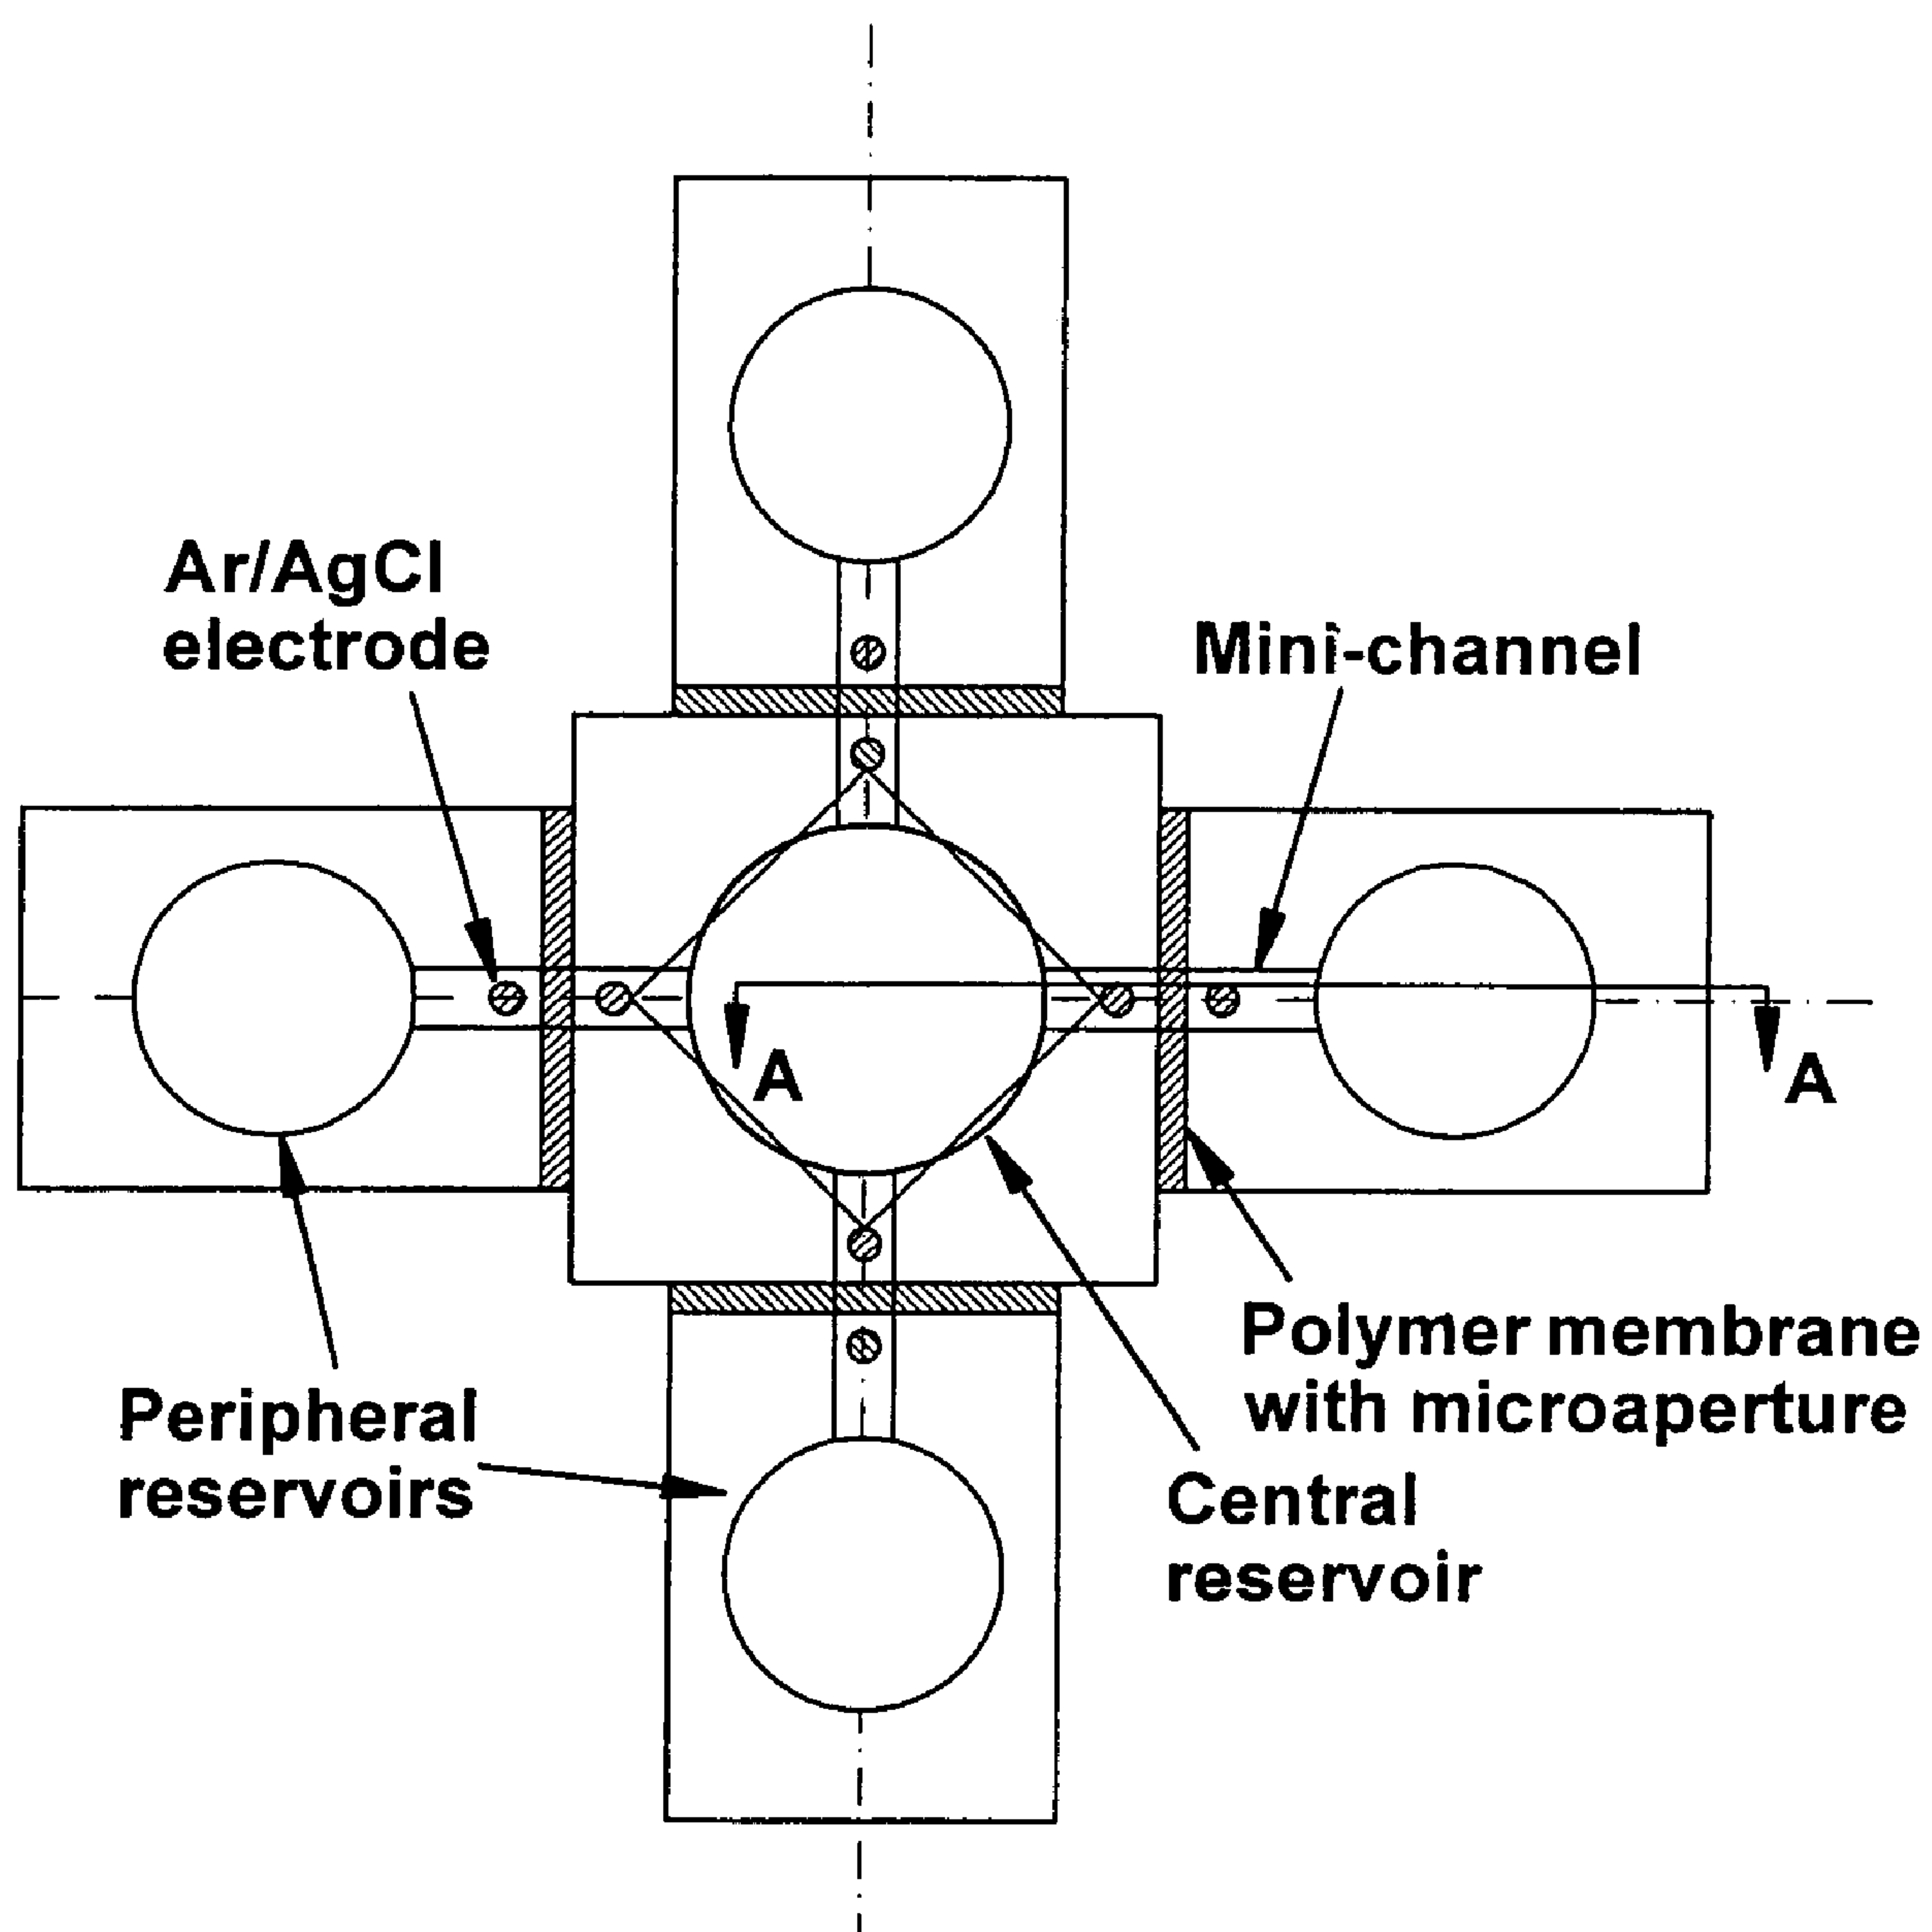 Ar/AgCl
electrode
Mini-channel
A
A
Polymer membrane
with microaperture
Peripheral
reservoirs
Central
reservoir